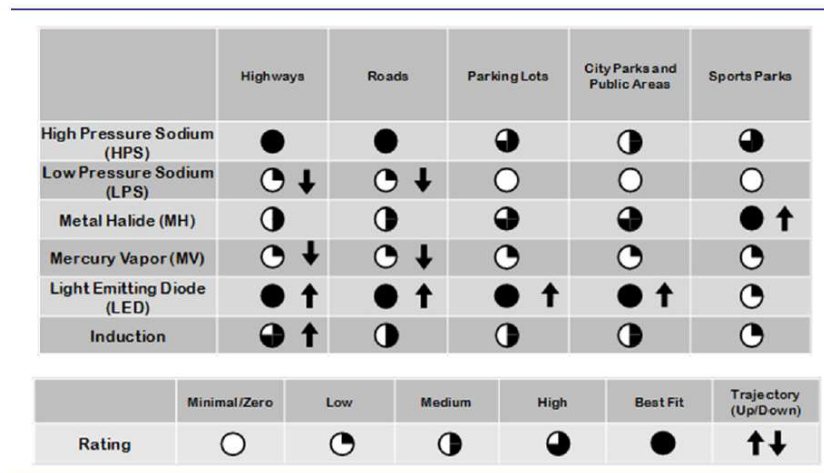 Highways
Roads
Parking Lots
City Parks and
Public Areas
Sports Parks
High Pressure Sodium
(HPS)
Low Pressure Sodium
(LPS)
Metal Halide (MH)
Mercury Vapor (MV)
Light Emitting Diode
(LED)
Induction
Minimal/Zero
Low
Medium
High
Best Fit
Trajectory
(Up/Down)
Rating